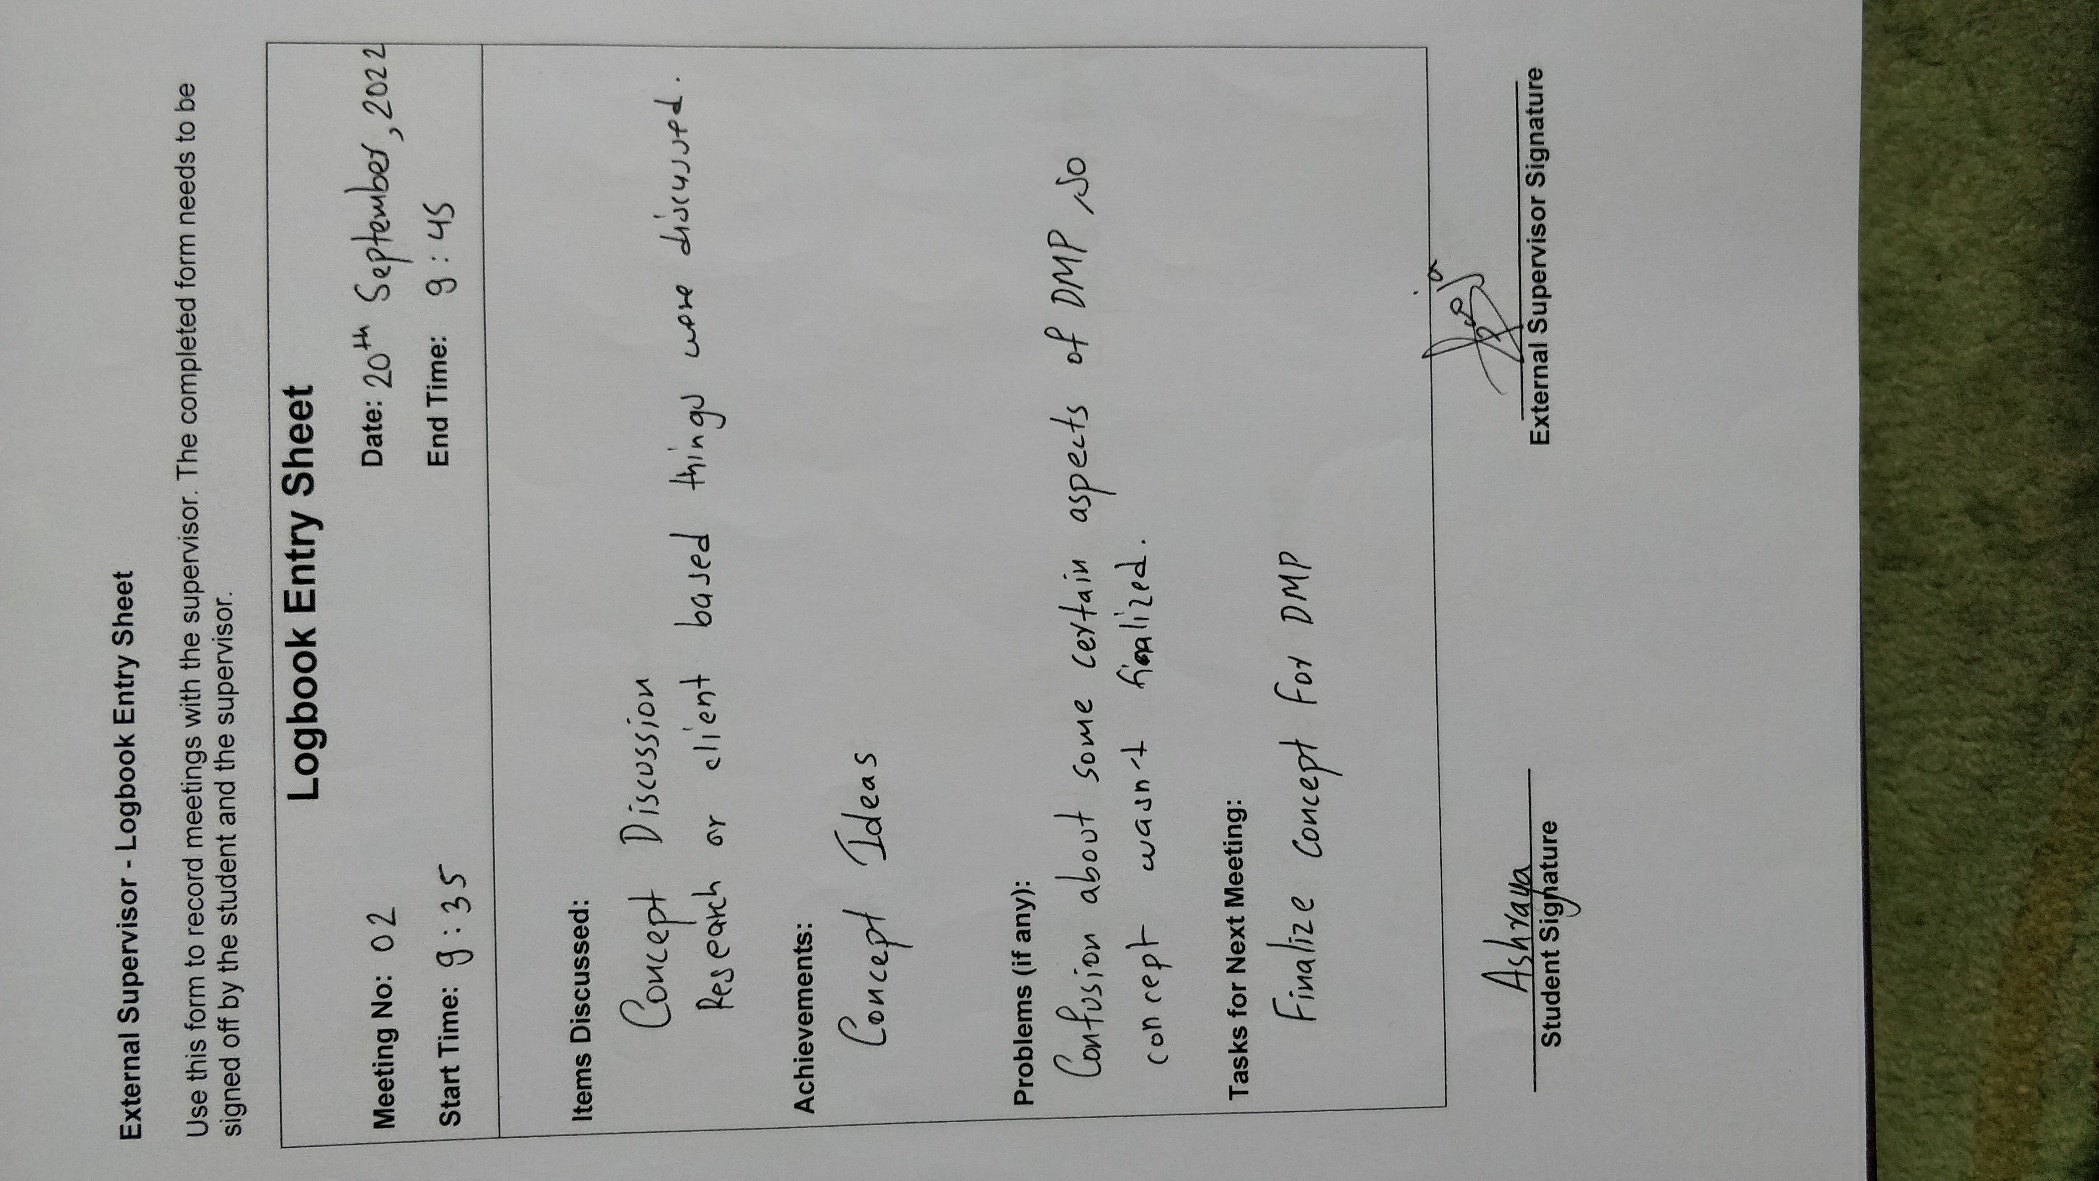 External Supervisor - Logbook Entry Sheet
Use this form to record meetings with the supervisor. The completed form needs to be
signed off by the student and the supervisor.
Logbook Entry Sheet
Meeting No: 02 Date: 20th September, 2022
Start Time: 9:35 End Time: 9:45
Items Discussed:
Concept Discussion
Research or client based things were discussed.
Achievements:
Concept Ideas
Problems (if any):
Confusion about some certain aspects of DMP, so
concept wasn't finalized.
Tasks for Next Meeting:
Finalize Concept For DMP
Ashraya
Student Signature
External Supervisor Signature